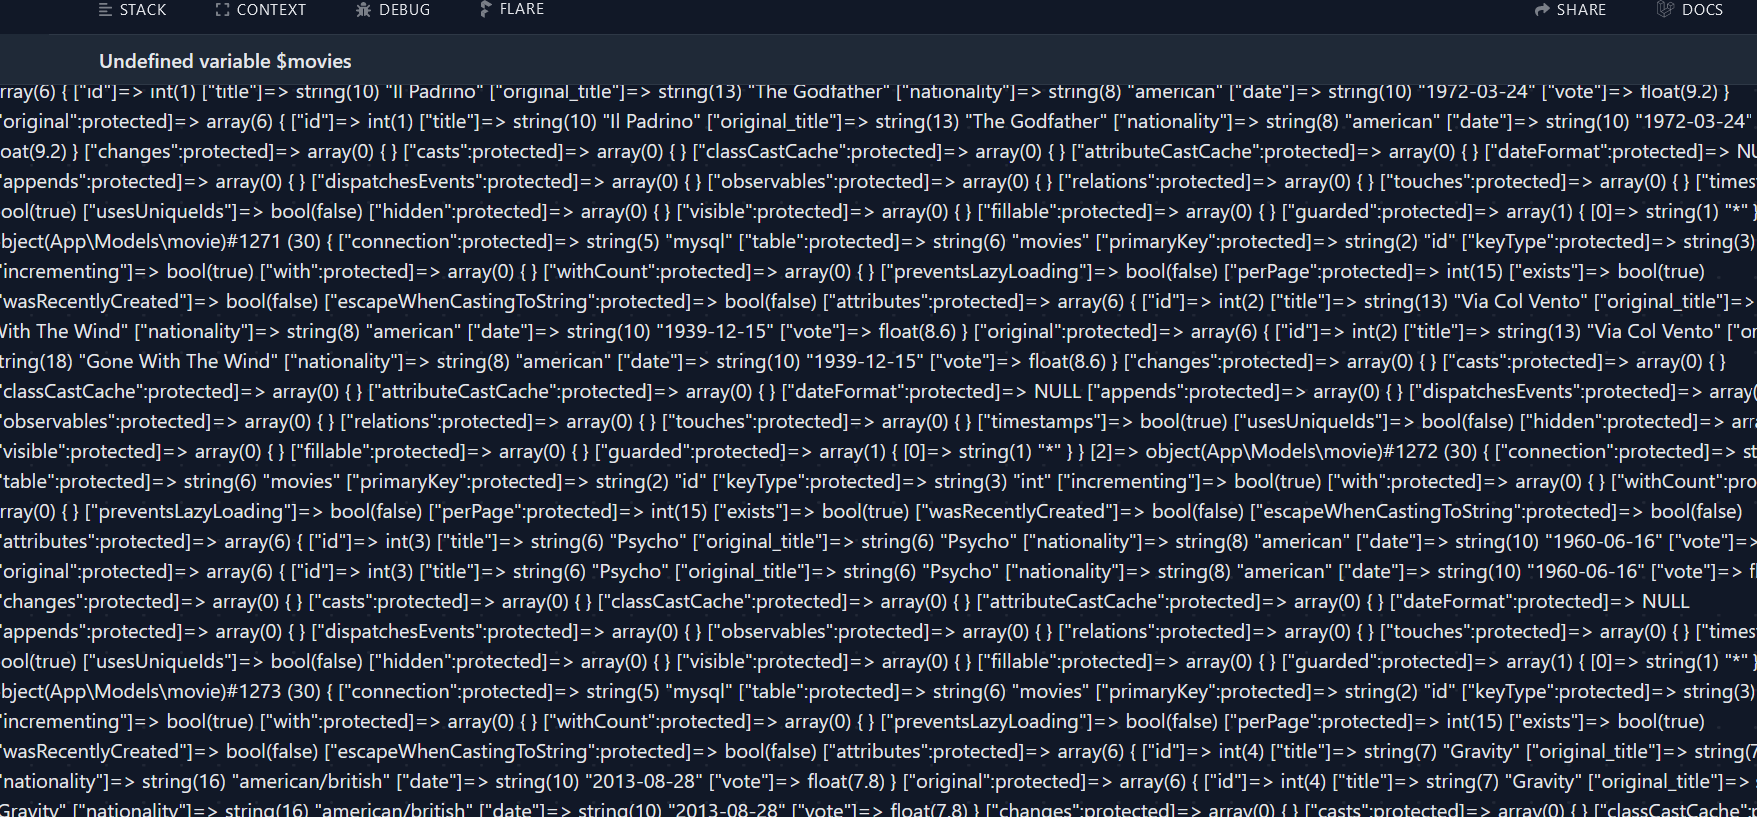 STACK CONTEXT DEBUG FLARE SHARE DOCS
Undefined variable $movies
rray(6) { ["id"]=> int(1) ["title"]=> string(10) "Il Padrino" ["original_title"]=> string(13) "The Godfather" ["nationality"]=> string(8) "american" ["date"]=> string(10) "1972-03-24" ["vote"]=> float(9.2) }
"original":protected]=> array(6) { ["id"]=> int(1) ["title"]=> string(10) "Il Padrino" ["original_title"]=> string(13) "The Godfather" ["nationality"]=> string(8) "american" ["date"]=> string(10) "1972-03-24"
oat(9.2) } ["changes":protected]=> array(0) { } ["casts":protected]=> array(0) { } ["classCastCache":protected]=> array(0) { } ["attributeCastCache":protected]=> array(0) { } ["dateFormat":protected]=> NU
"appends":protected]=> array(0) { } ["dispatchesEvents":protected]=> array(0) { } ["observables":protected]=> array(0) { } ["relations":protected]=> array(0) { } ["touches":protected]=> array(0) { } ["times
ool(true) ["usesUniqueIds"]=> bool(false) ["hidden":protected]=> array(0) { } ["visible":protected]=> array(0) { } ["fillable":protected]=> array(0) { } ["guarded":protected]=> array(1) { [0]=> string(1) "*" }
bject(App\Models\movie)#1271 (30) { ["connection":protected]=> string(5) "mysql" ["table":protected]=> string(6) "movies" ["primaryKey":protected]=> string(2) "id" ["keyType":protected]=> string(3)
"incrementing"]=> bool(true) ["with":protected]=> array(0) { } ["withCount":protected]=> array(0) { } ["preventsLazyLoading"]=> bool(false) ["perPage":protected]=> int(15) ["exists"]=> bool(true)
"wasRecentlyCreated"]=> bool(false) ["escapeWhenCastingToString":protected]=> bool(false) ["attributes":protected]=> array(6) { ["id"]=> int(2) ["title"]=> string(13) "Via Col Vento" ["original_title"]=>
With The Wind" ["nationality"]=> string(8) "american" ["date"]=> string(10) "1939-12-15" ["vote"]=> float(8.6) } ["original":protected]=> array(6) { ["id"]=> int(2) ["title"]=> string(13) "Via Col Vento" ["or
tring(18) "Gone With The Wind" ["nationality"]=> string(8) "american" ["date"]=> string(10) "1939-12-15" ["vote"]=> float(8.6) } ["changes":protected]=> array(0) { } ["casts":protected]=> array(0) { }
"classCastCache":protected]=> array(0) { } ["attributeCastCache":protected]=> array(0) { } ["dateFormat":protected]=> NULL ["appends":protected]=> array(0) { } ["dispatchesEvents":protected]=> array(
"observables":protected]=> array(0) { } ["relations":protected]=> array(0) { } ["touches":protected]=> array(0) { } ["timestamps"]=> bool(true) ["usesUniqueIds"]=> bool(false) ["hidden":protected]=> arr
"visible":protected]=> array(0) { } ["fillable":protected]=> array(0) { } ["guarded":protected]=> array(1) { [0]=> string(1) "*" } } [2]=> object(App\Models\movie)#1272 (30) { ["connection":protected]=> st
"table":protected]=> string(6) "movies" ["primaryKey":protected]=> string(2) "id" ["keyType":protected]=> string(3) "int" ["incrementing"]=> bool(true) ["with":protected]=> array(0) { } ["withCount":pro
rray(0) { } ["preventsLazyLoading"]=> bool(false) ["perPage":protected]=> int(15) ["exists"]=> bool(true) ["wasRecentlyCreated"]=> bool(false) ["escapeWhenCastingToString":protected]=> bool(false)
"attributes":protected]=> array(6) { ["id"]=> int(3) ["title"]=> string(6) "Psycho" ["original_title"]=> string(6) "Psycho" ["nationality"]=> string(8) "american" ["date"]=> string(10) "1960-06-16" ["vote"]=>
"original":protected]=> array(6) { ["id"]=> int(3) ["title"]=> string(6) "Psycho" ["original_title"]=> string(6) "Psycho" ["nationality"]=> string(8) "american" ["date"]=> string(10) "1960-06-16" ["vote"]=> fl
"changes":protected]=> array(0) { } ["casts":protected]=> array(0) { } ["classCastCache":protected]=> array(0) { } ["attributeCastCache":protected]=> array(0) { } ["dateFormat":protected]=> NULL
"appends":protected]=> array(0) { } ["dispatchesEvents":protected]=> array(0) { } ["observables":protected]=> array(0) { } ["relations":protected]=> array(0) { } ["touches":protected]=> array(0) { } ["times
ool(true) ["usesUniqueIds"]=> bool(false) ["hidden":protected]=> array(0) { } ["visible":protected]=> array(0) { } ["fillable":protected]=> array(0) { } ["guarded":protected]=> array(1) { [0]=> string(1) "*" }
bject(App\Models\movie)#1273 (30) { ["connection":protected]=> string(5) "mysql" ["table":protected]=> string(6) "movies" ["primaryKey":protected]=> string(2) "id" ["keyType":protected]=> string(3)
"incrementing"]=> bool(true) ["with":protected]=> array(0) { } ["withCount":protected]=> array(0) { } ["preventsLazyLoading"]=> bool(false) ["perPage":protected]=> int(15) ["exists"]=> bool(true)
"wasRecentlyCreated"]=> bool(false) ["escapeWhenCastingToString":protected]=> bool(false) ["attributes":protected]=> array(6) { ["id"]=> int(4) ["title"]=> string(7) "Gravity" ["original_title"]=> string(7
"nationality"]=> string(16) "american/british" ["date"]=> string(10) "2013-08-28" ["vote"]=> float(7.8) } ["original":protected]=> array(6) { ["id"]=> int(4) ["title"]=> string(7) "Gravity" ["original_title"]=>
Gravity" ["nationality"]=> string(16) "american/british" ["date"]=> string(10) "2013-08-28" ["vote"]=> float(7.8) } ["changes":protected]=> array(0) { } ["casts":protected]=> array(0) { } ["classCastCache":